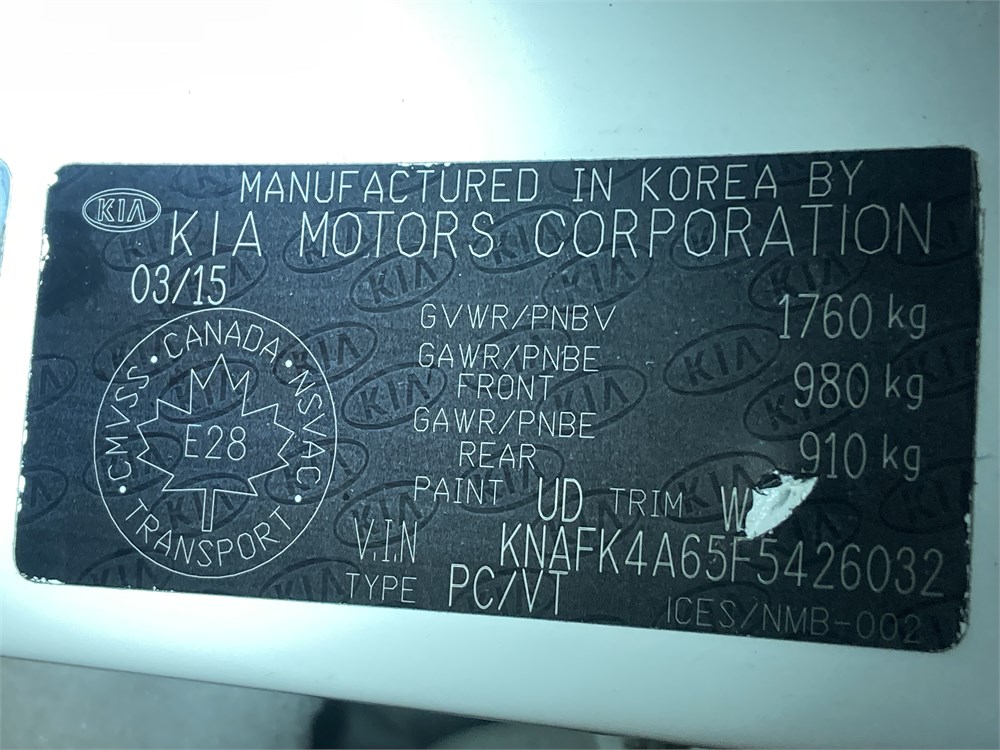 KIA
MANUFACTURED IN KOREA BY
KIA MOTORS CORPORATION
03/15
GVWR/PNBV 1760 kg
GAWR/PNBE FRONT 980 kg
GAWR/PNBE REAR 910 kg
CANADA · NSVAC · TRANSPORT · CMVSS ·
E28
PAINT UD TRIM
V.I.N KNAFK4A65F5426032
TYPE PC/VT
ICES/NMB-002